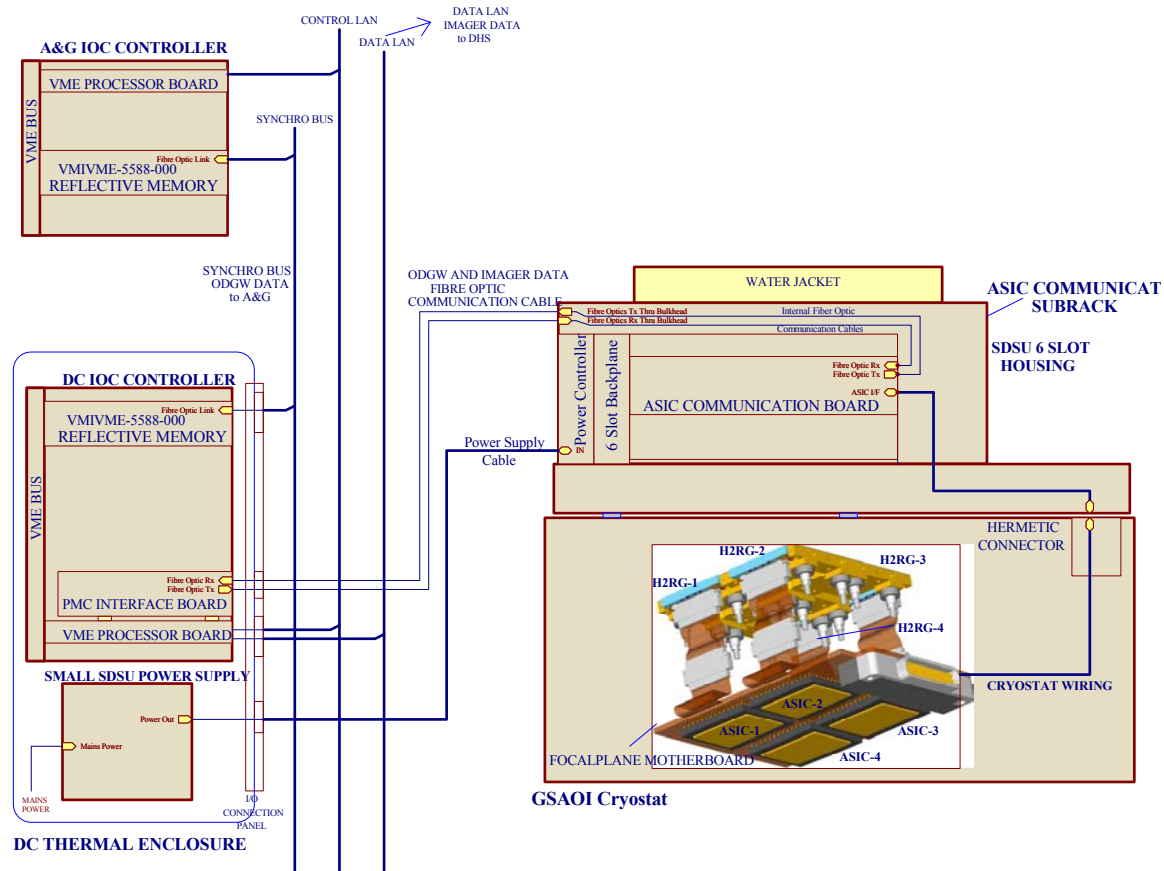 DATA LAN
IMAGER DATA
to DHS
CONTROL LAN
DATA LAN
A&G IOC CONTROLLER
VME BUS
VME PROCESSOR BOARD
SYNCHRO BUS
Fibre Optic Link
VMIVME-5588-000
REFLECTIVE MEMORY
SYNCHRO BUS
ODGW DATA
to A&G
ODGW AND IMAGER DATA
FIBRE OPTIC
COMMUNICATION CABLE
WATER JACKET
ASIC COMMUNICAT
SUBRACK
Fibre Optics Tx Thru Bulkhead
Internal Fiber Optic
Fibre Optics Rx Thru Bulkhead
Communication Cables
SDSU 6 SLOT
HOUSING
Power Controller
6 Slot Backplane
Fibre Optic Rx
Fibre Optic Tx
ASIC I/F
ASIC COMMUNICATION BOARD
IN
Power Supply
Cable
DC IOC CONTROLLER
VME BUS
Fibre Optic Link
VMIVME-5588-000
REFLECTIVE MEMORY
Fibre Optic Rx
Fibre Optic Tx
PMC INTERFACE BOARD
VME PROCESSOR BOARD
SMALL SDSU POWER SUPPLY
Power Out
Mains Power
MAINS
POWER
I/O
CONNECTION
PANEL
DC THERMAL ENCLOSURE
HERMETIC
CONNECTOR
H2RG-2
H2RG-3
H2RG-1
H2RG-4
CRYOSTAT WIRING
ASIC-2
ASIC-1
ASIC-3
ASIC-4
FOCALPLANE MOTHERBOARD
GSAOI Cryostat